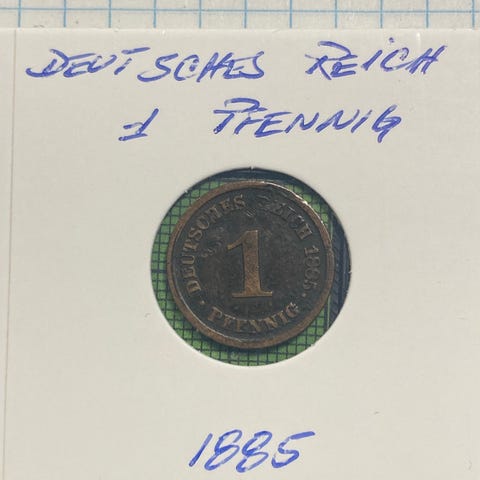 DEUTSCHES REICH
1 PFENNIG
DEUTSCHES REICH 1885.
1
• PFENNIG •
1885